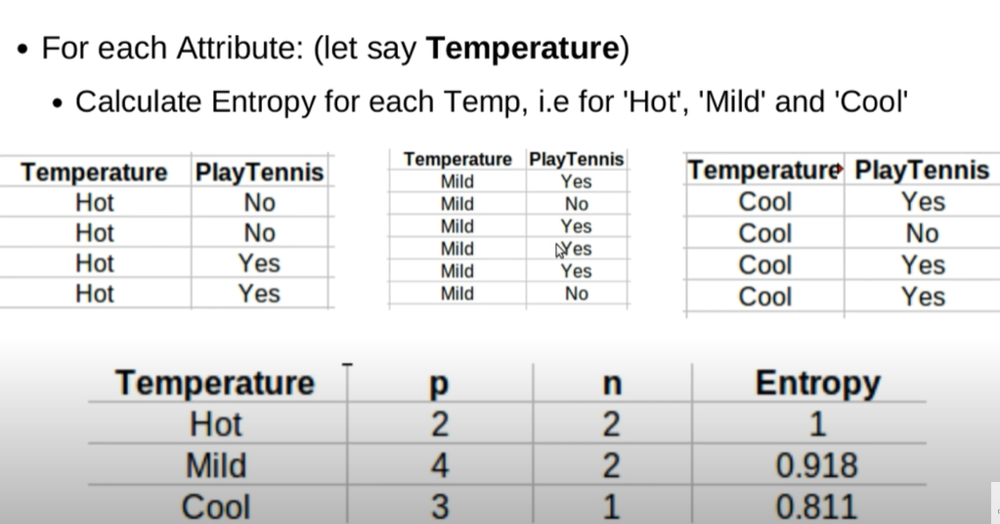 • For each Attribute: (let say Temperature)
• Calculate Entropy for each Temp, i.e for 'Hot', 'Mild' and 'Cool'
Temperature PlayTennis
Hot No
Hot No
Hot Yes
Hot Yes
Temperature PlayTennis
Mild Yes
Mild No
Mild Yes
Mild Yes
Mild Yes
Mild No
Temperature PlayTennis
Cool Yes
Cool No
Cool Yes
Cool Yes
Temperature p n Entropy
Hot 2 2 1
Mild 4 2 0.918
Cool 3 1 0.811